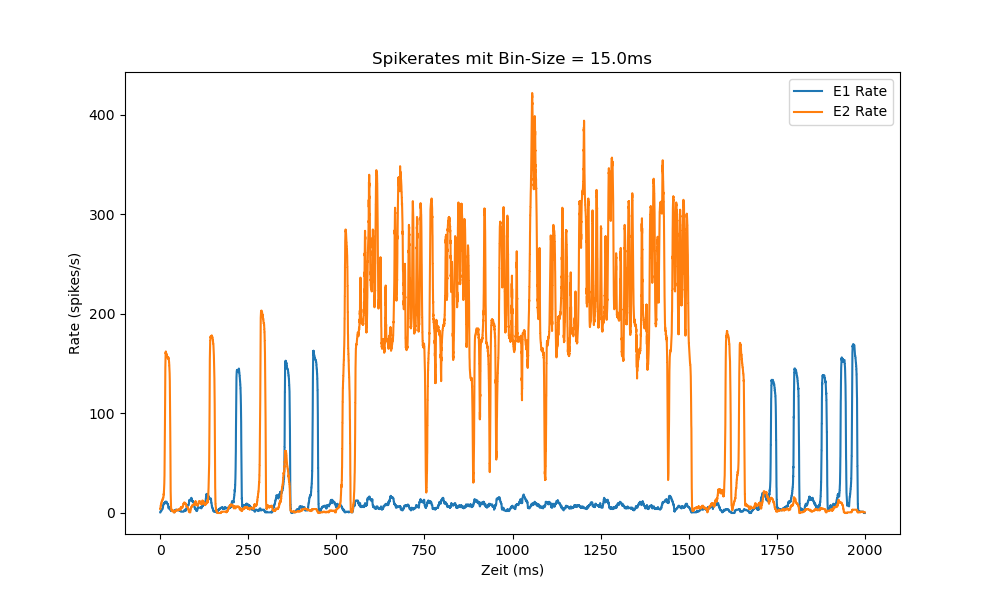 Spikerates mit Bin-Size = 15.0ms
E1 Rate
E2 Rate
Rate (spikes/s)
400
300
200
100
0
0 250 500 750 1000 1250 1500 1750 2000
Zeit (ms)